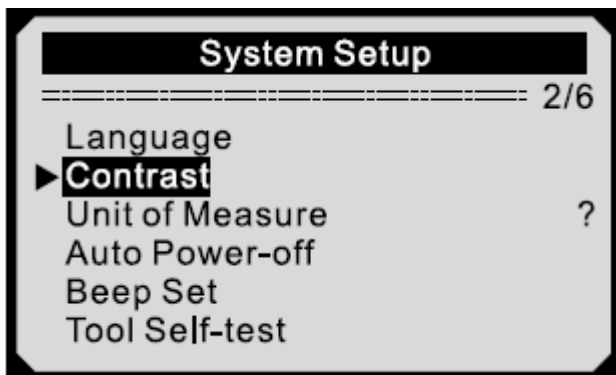 System Setup
2/6
Language
Contrast
Unit of Measure ?
Auto Power-off
Beep Set
Tool Self-test